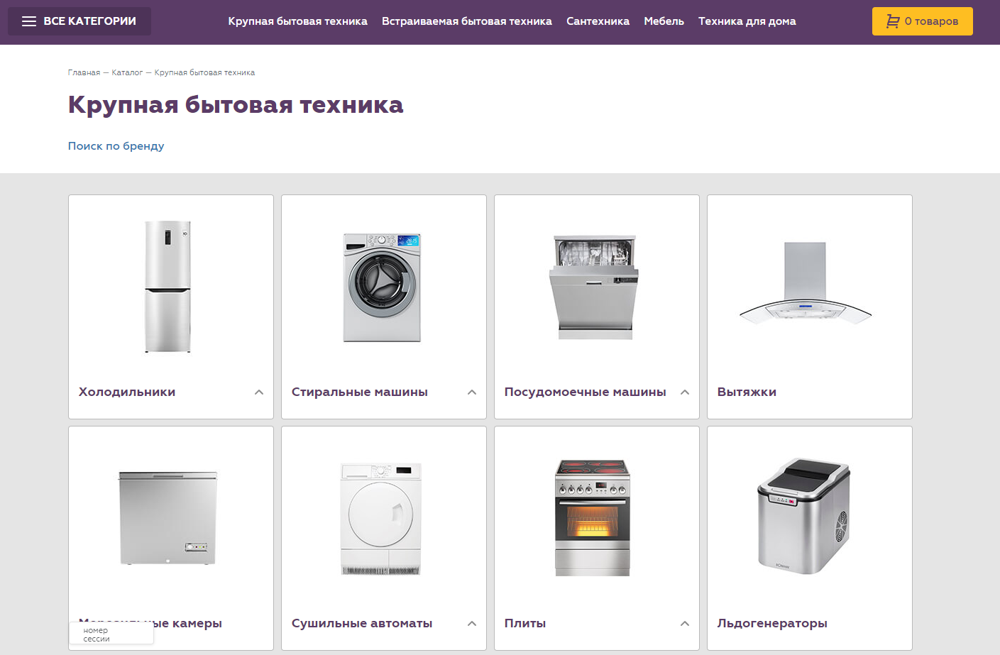 ВСЕ КАТЕГОРИИ
Крупная бытовая техника
Встраиваемая бытовая техника
Сантехника
Мебель
Техника для дома
0 товаров
Главная — Каталог — Крупная бытовая техника
Крупная бытовая техника
Поиск по бренду
Холодильники
Стиральные машины
Посудомоечные машины
Вытяжки
ые камеры
Сушильные автоматы
Плиты
Льдогенераторы
номер
сессии